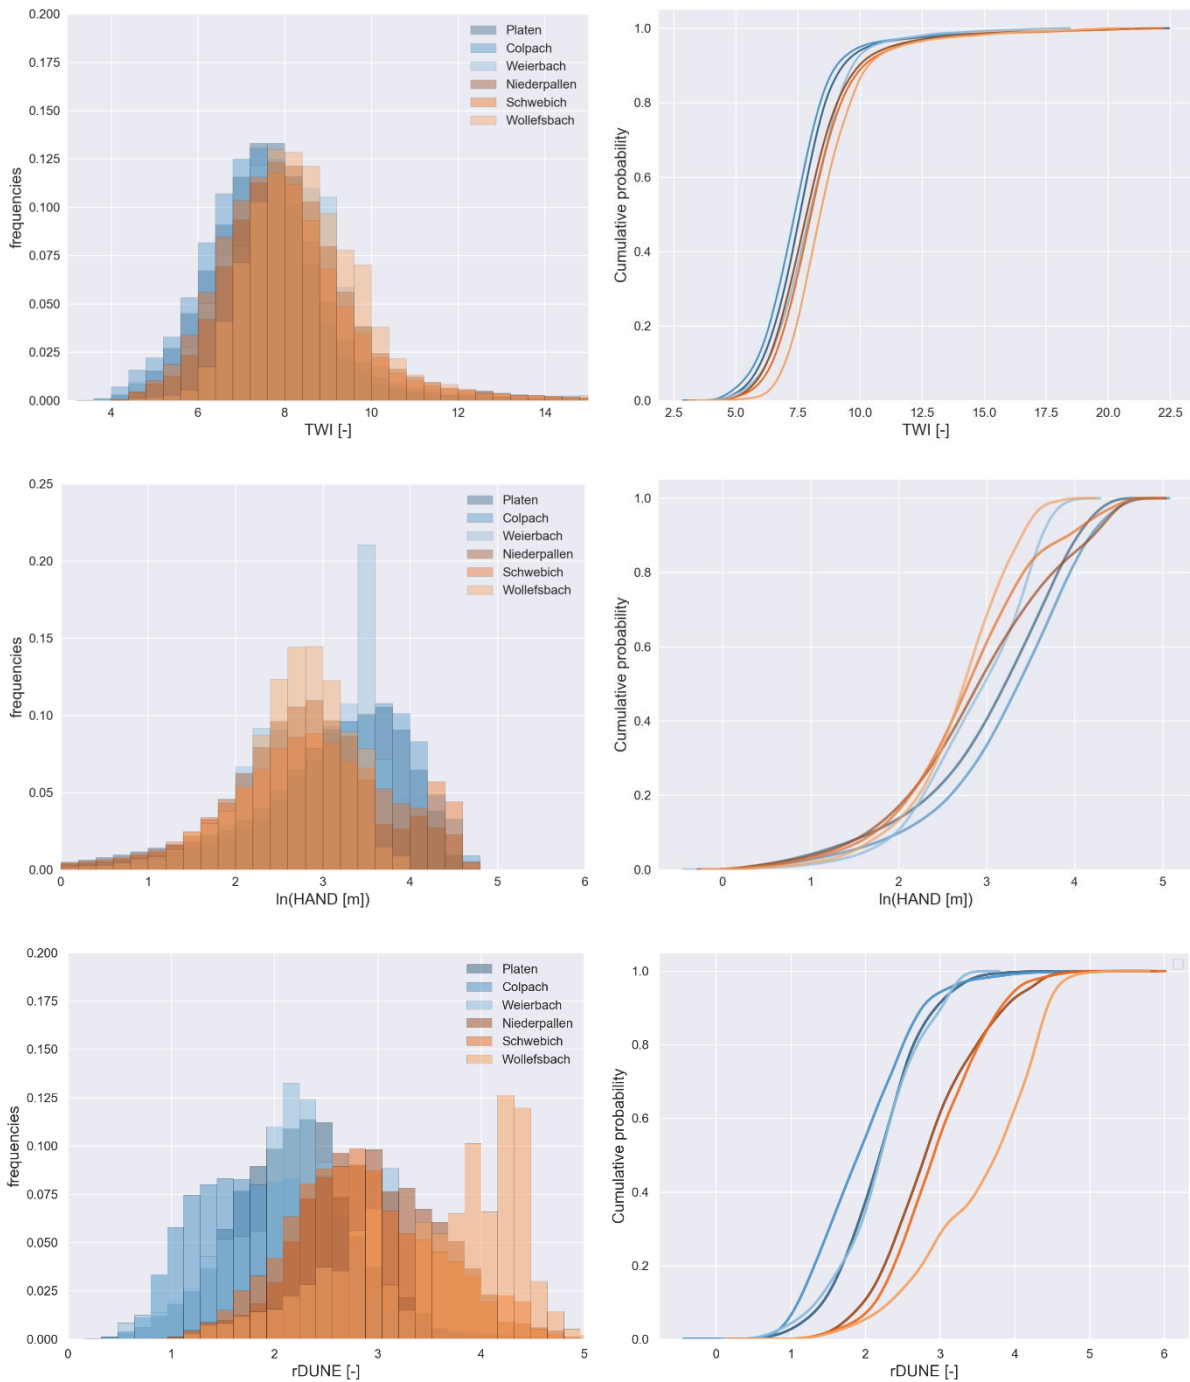 0.200
0.175
0.150
0.125
0.100
0.075
0.050
0.025
0.000
frequencies
Platen
Colpach
Weierbach
Niederpallen
Schwebich
Wollefsbach
4 6 8 10 12 14
TWI [-]
1.0
0.8
0.6
0.4
0.2
0.0
Cumulative probability
2.5 5.0 7.5 10.0 12.5 15.0 17.5 20.0 22.5
TWI [-]
0.25
0.20
0.15
0.10
0.05
0.00
frequencies
Platen
Colpach
Weierbach
Niederpallen
Schwebich
Wollefsbach
0 1 2 3 4 5 6
ln(HAND [m])
1.0
0.8
0.6
0.4
0.2
0.0
Cumulative probability
0 1 2 3 4 5
ln(HAND [m])
0.200
0.175
0.150
0.125
0.100
0.075
0.050
0.025
0.000
frequencies
Platen
Colpach
Weierbach
Niederpallen
Schwebich
Wollefsbach
0 1 2 3 4 5
rDUNE [-]
1.0
0.8
0.6
0.4
0.2
0.0
Cumulative probability
0 1 2 3 4 5 6
rDUNE [-]